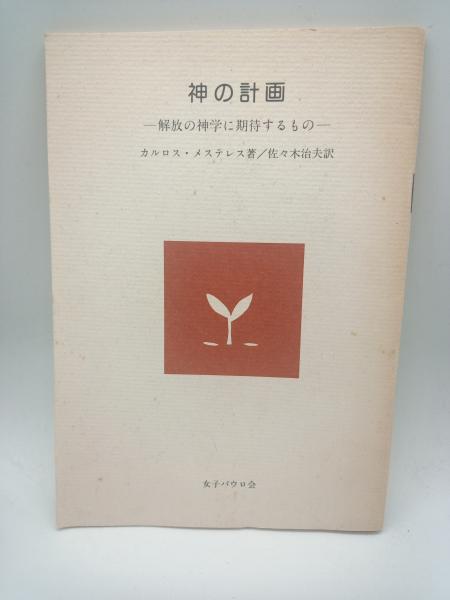 神の計画
―解放の神学に期待するもの―
カルロス・メステレス著／佐々木治夫訳
女子パウロ会